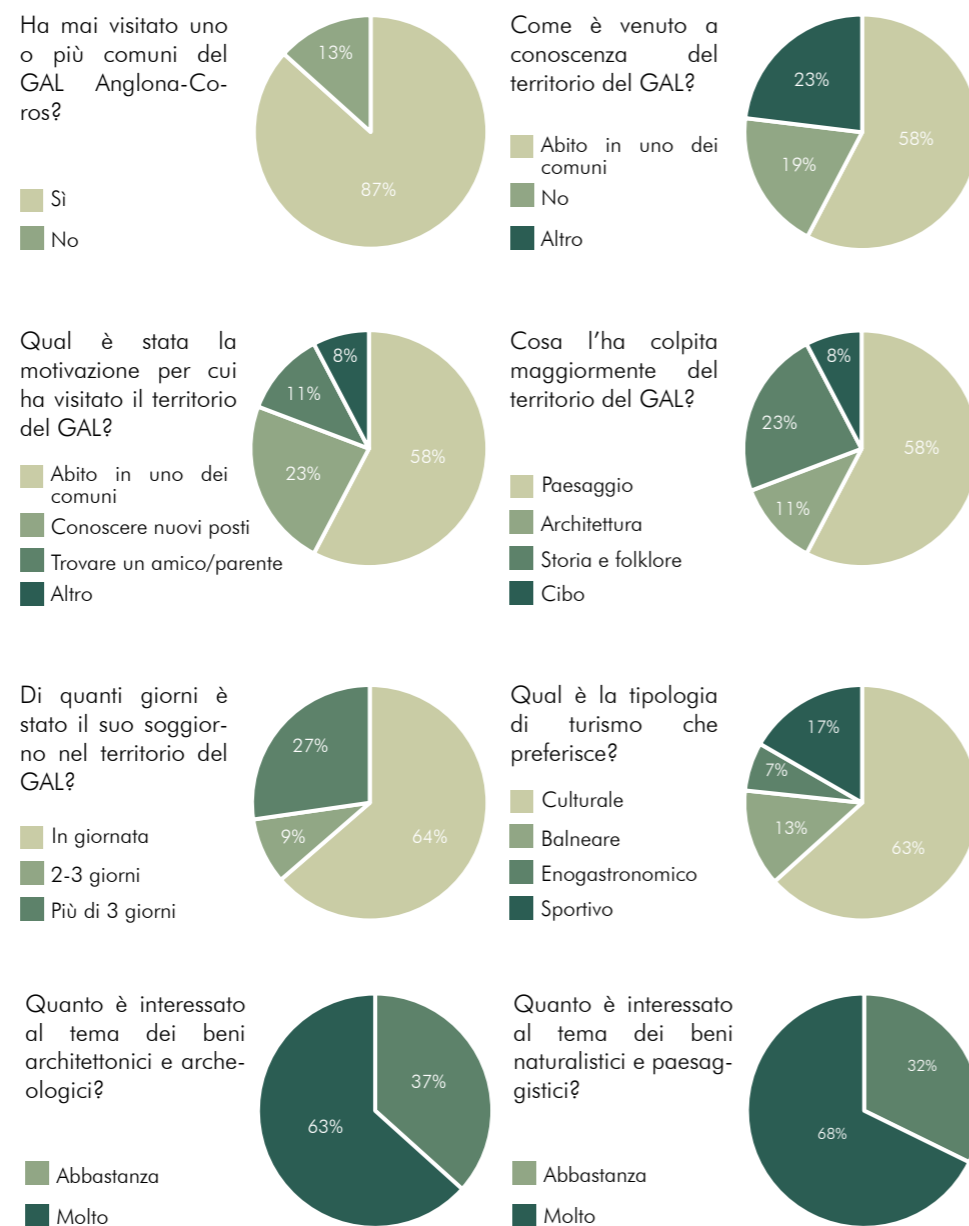 Ha mai visitato uno
o più comuni del
GAL Anglona-Co-
ros?
Sì
No
13%
87%
Come è venuto a
conoscenza del
territorio del GAL?
Abito in uno dei
comuni
No
Altro
23%
58%
19%
Qual è stata la
motivazione per cui
ha visitato il territorio
del GAL?
Abito in uno dei
comuni
Conoscere nuovi posti
Trovare un amico/parente
Altro
8%
11%
58%
23%
Cosa l'ha colpita
maggiormente del
territorio del GAL?
Paesaggio
Architettura
Storia e folklore
Cibo
8%
23%
58%
11%
Di quanti giorni è
stato il suo soggior-
no nel territorio del
GAL?
In giornata
2-3 giorni
Più di 3 giorni
27%
9%
64%
Qual è la tipologia
di turismo che
preferisce?
Culturale
Balneare
Enogastronomico
Sportivo
17%
7%
13%
63%
Quanto è interessato
al tema dei beni
architettonici e arche-
ologici?
Abbastanza
Molto
37%
63%
Quanto è interessato
al tema dei beni
naturalistici e paesag-
gistici?
Abbastanza
Molto
32%
68%